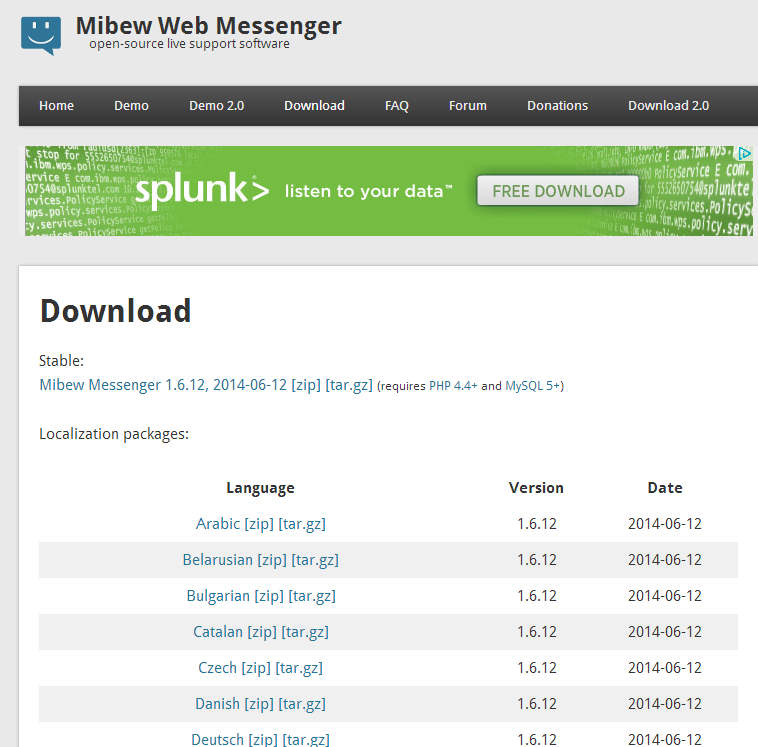 Mibew Web Messenger
open-source live support software
Home Demo Demo 2.0 Download FAQ Forum Donations Download 2.0
splunk> listen to your data™ FREE DOWNLOAD
Download
Stable:
Mibew Messenger 1.6.12, 2014-06-12 [zip] [tar.gz] (requires PHP 4.4+ and MySQL 5+)
Localization packages:
Language Version Date
Arabic [zip] [tar.gz] 1.6.12 2014-06-12
Belarusian [zip] [tar.gz] 1.6.12 2014-06-12
Bulgarian [zip] [tar.gz] 1.6.12 2014-06-12
Catalan [zip] [tar.gz] 1.6.12 2014-06-12
Czech [zip] [tar.gz] 1.6.12 2014-06-12
Danish [zip] [tar.gz] 1.6.12 2014-06-12
Deutsch [zip] [tar.gz] 1.6.12 2014-06-12